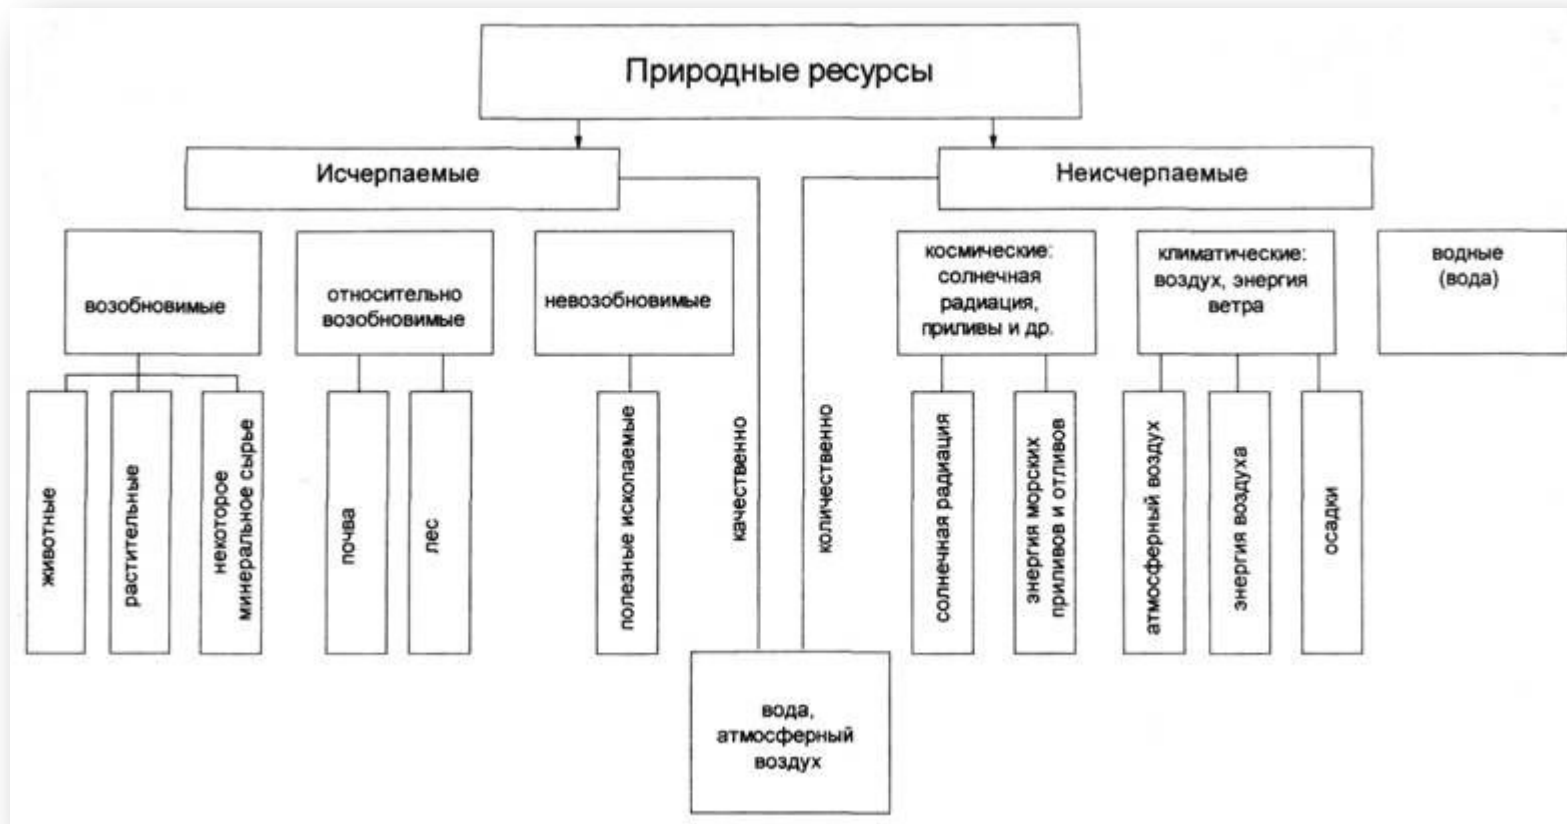 Природные ресурсы
Исчерпаемые
Неисчерпаемые
возобновимые
относительно
возобновимые
невозобновимые
космические:
солнечная
радиация,
приливы и др.
климатические:
воздух, энергия
ветра
водные
(вода)
животные
растительные
некоторое
минеральное сырье
почва
лес
полезные ископаемые
качественно
количественно
солнечная радиация
энергия морских
приливов и отливов
атмосферный воздух
энергия воздуха
осадки
вода,
атмосферный
воздух